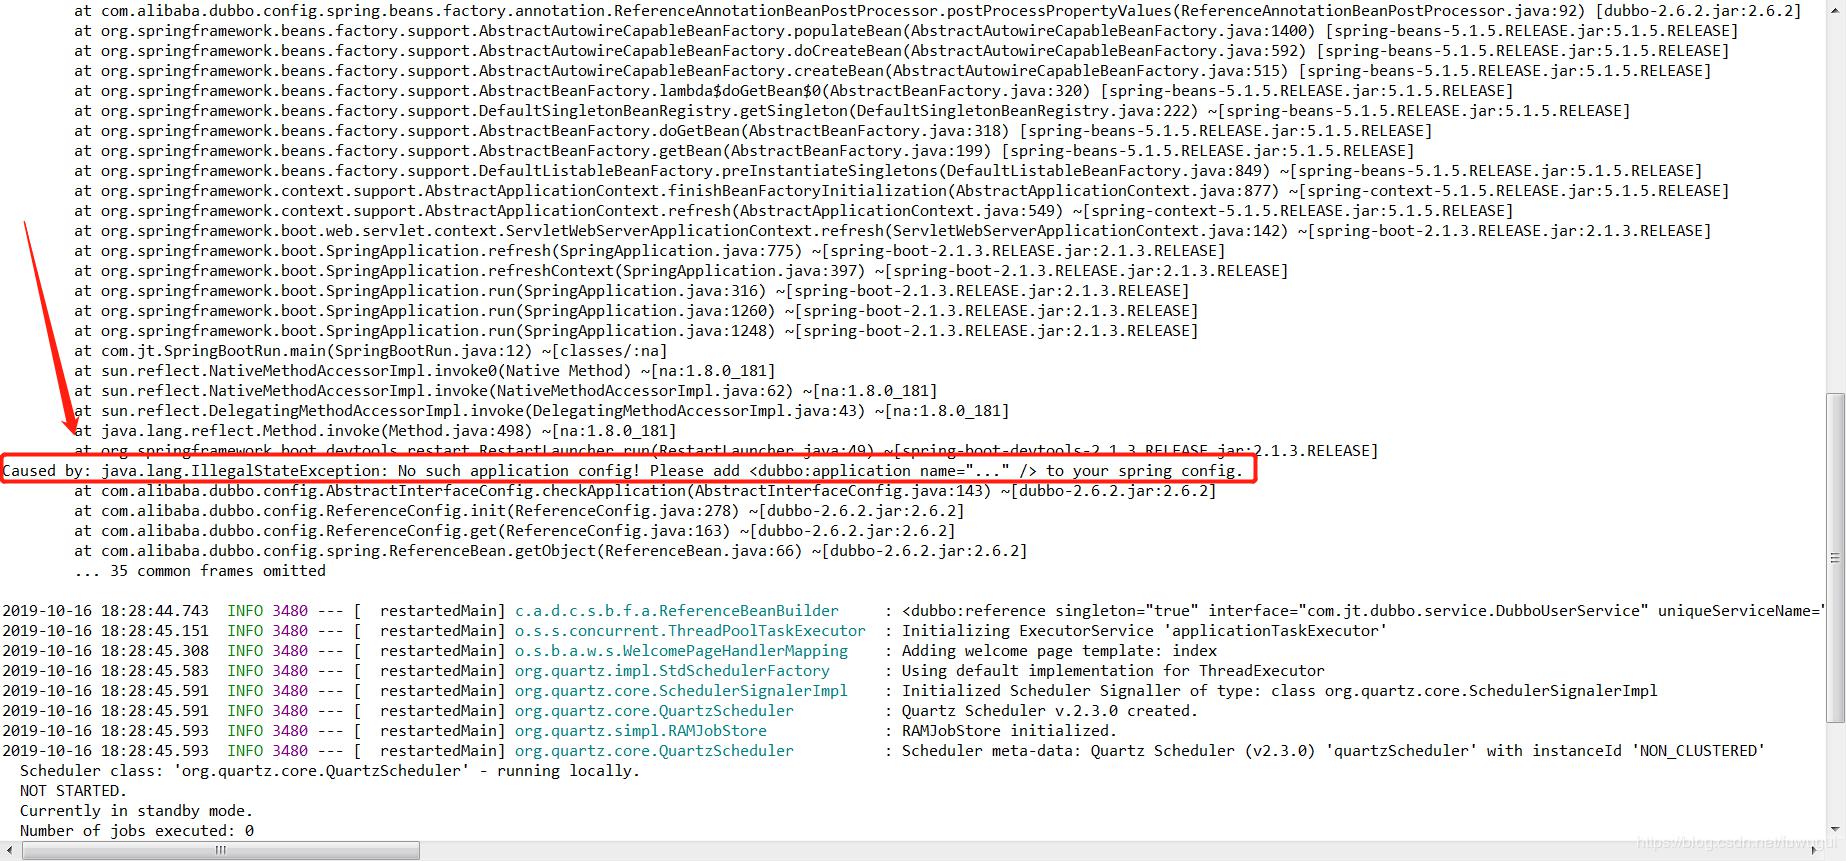 at com.alibaba.dubbo.config.spring.beans.factory.annotation.ReferenceAnnotationBeanPostProcessor.postProcessPropertyValues(ReferenceAnnotationBeanPostProcessor.java:92) [dubbo-2.6.2.jar:2.6.2]
at org.springframework.beans.factory.support.AbstractAutowireCapableBeanFactory.populateBean(AbstractAutowireCapableBeanFactory.java:1400) [spring-beans-5.1.5.RELEASE.jar:5.1.5.RELEASE]
at org.springframework.beans.factory.support.AbstractAutowireCapableBeanFactory.doCreateBean(AbstractAutowireCapableBeanFactory.java:592) [spring-beans-5.1.5.RELEASE.jar:5.1.5.RELEASE]
at org.springframework.beans.factory.support.AbstractAutowireCapableBeanFactory.createBean(AbstractAutowireCapableBeanFactory.java:515) [spring-beans-5.1.5.RELEASE.jar:5.1.5.RELEASE]
at org.springframework.beans.factory.support.AbstractBeanFactory.lambda$doGetBean$0(AbstractBeanFactory.java:320) [spring-beans-5.1.5.RELEASE.jar:5.1.5.RELEASE]
at org.springframework.beans.factory.support.DefaultSingletonBeanRegistry.getSingleton(DefaultSingletonBeanRegistry.java:222) ~[spring-beans-5.1.5.RELEASE.jar:5.1.5.RELEASE]
at org.springframework.beans.factory.support.AbstractBeanFactory.doGetBean(AbstractBeanFactory.java:318) [spring-beans-5.1.5.RELEASE.jar:5.1.5.RELEASE]
at org.springframework.beans.factory.support.AbstractBeanFactory.getBean(AbstractBeanFactory.java:199) [spring-beans-5.1.5.RELEASE.jar:5.1.5.RELEASE]
at org.springframework.beans.factory.support.DefaultListableBeanFactory.preInstantiateSingletons(DefaultListableBeanFactory.java:849) ~[spring-beans-5.1.5.RELEASE.jar:5.1.5.RELEASE]
at org.springframework.context.support.AbstractApplicationContext.finishBeanFactoryInitialization(AbstractApplicationContext.java:877) ~[spring-context-5.1.5.RELEASE.jar:5.1.5.RELEASE]
at org.springframework.context.support.AbstractApplicationContext.refresh(AbstractApplicationContext.java:549) ~[spring-context-5.1.5.RELEASE.jar:5.1.5.RELEASE]
at org.springframework.boot.web.servlet.context.ServletWebServerApplicationContext.refresh(ServletWebServerApplicationContext.java:142) ~[spring-boot-2.1.3.RELEASE.jar:2.1.3.RELEASE]
at org.springframework.boot.SpringApplication.refresh(SpringApplication.java:775) ~[spring-boot-2.1.3.RELEASE.jar:2.1.3.RELEASE]
at org.springframework.boot.SpringApplication.refreshContext(SpringApplication.java:397) ~[spring-boot-2.1.3.RELEASE.jar:2.1.3.RELEASE]
at org.springframework.boot.SpringApplication.run(SpringApplication.java:316) ~[spring-boot-2.1.3.RELEASE.jar:2.1.3.RELEASE]
at org.springframework.boot.SpringApplication.run(SpringApplication.java:1260) ~[spring-boot-2.1.3.RELEASE.jar:2.1.3.RELEASE]
at org.springframework.boot.SpringApplication.run(SpringApplication.java:1248) ~[spring-boot-2.1.3.RELEASE.jar:2.1.3.RELEASE]
at com.jt.SpringBootRun.main(SpringBootRun.java:12) ~[classes/:na]
at sun.reflect.NativeMethodAccessorImpl.invoke0(Native Method) ~[na:1.8.0_181]
at sun.reflect.NativeMethodAccessorImpl.invoke(NativeMethodAccessorImpl.java:62) ~[na:1.8.0_181]
at sun.reflect.DelegatingMethodAccessorImpl.invoke(DelegatingMethodAccessorImpl.java:43) ~[na:1.8.0_181]
at java.lang.reflect.Method.invoke(Method.java:498) ~[na:1.8.0_181]
at org.springframework.boot.devtools.restart.RestartLauncher.run(RestartLauncher.java:49) ~[spring-boot-devtools-2.1.3.RELEASE.jar:2.1.3.RELEASE]
Caused by: java.lang.IllegalStateException: No such application config! Please add <dubbo:application name="..." /> to your spring config.
at com.alibaba.dubbo.config.AbstractInterfaceConfig.checkApplication(AbstractInterfaceConfig.java:143) ~[dubbo-2.6.2.jar:2.6.2]
at com.alibaba.dubbo.config.ReferenceConfig.init(ReferenceConfig.java:278) ~[dubbo-2.6.2.jar:2.6.2]
at com.alibaba.dubbo.config.ReferenceConfig.get(ReferenceConfig.java:163) ~[dubbo-2.6.2.jar:2.6.2]
at com.alibaba.dubbo.config.spring.ReferenceBean.getObject(ReferenceBean.java:66) ~[dubbo-2.6.2.jar:2.6.2]
... 35 common frames omitted
2019-10-16 18:28:44.743  INFO 3480 --- [  restartedMain] c.a.d.c.s.b.f.a.ReferenceBeanBuilder     : <dubbo:reference singleton="true" interface="com.jt.dubbo.service.DubboUserService" uniqueServiceName="
2019-10-16 18:28:45.151  INFO 3480 --- [  restartedMain] o.s.s.concurrent.ThreadPoolTaskExecutor  : Initializing ExecutorService 'applicationTaskExecutor'
2019-10-16 18:28:45.308  INFO 3480 --- [  restartedMain] o.s.b.a.w.s.WelcomePageHandlerMapping    : Adding welcome page template: index
2019-10-16 18:28:45.583  INFO 3480 --- [  restartedMain] org.quartz.impl.StdSchedulerFactory      : Using default implementation for ThreadExecutor
2019-10-16 18:28:45.591  INFO 3480 --- [  restartedMain] org.quartz.core.SchedulerSignalerImpl    : Initialized Scheduler Signaller of type: class org.quartz.core.SchedulerSignalerImpl
2019-10-16 18:28:45.591  INFO 3480 --- [  restartedMain] org.quartz.core.QuartzScheduler          : Quartz Scheduler v.2.3.0 created.
2019-10-16 18:28:45.593  INFO 3480 --- [  restartedMain] org.quartz.simpl.RAMJobStore             : RAMJobStore initialized.
2019-10-16 18:28:45.593  INFO 3480 --- [  restartedMain] org.quartz.core.QuartzScheduler          : Scheduler meta-data: Quartz Scheduler (v2.3.0) 'quartzScheduler' with instanceId 'NON_CLUSTERED'
Scheduler class: 'org.quartz.core.QuartzScheduler' - running locally.
NOT STARTED.
Currently in standby mode.
Number of jobs executed: 0